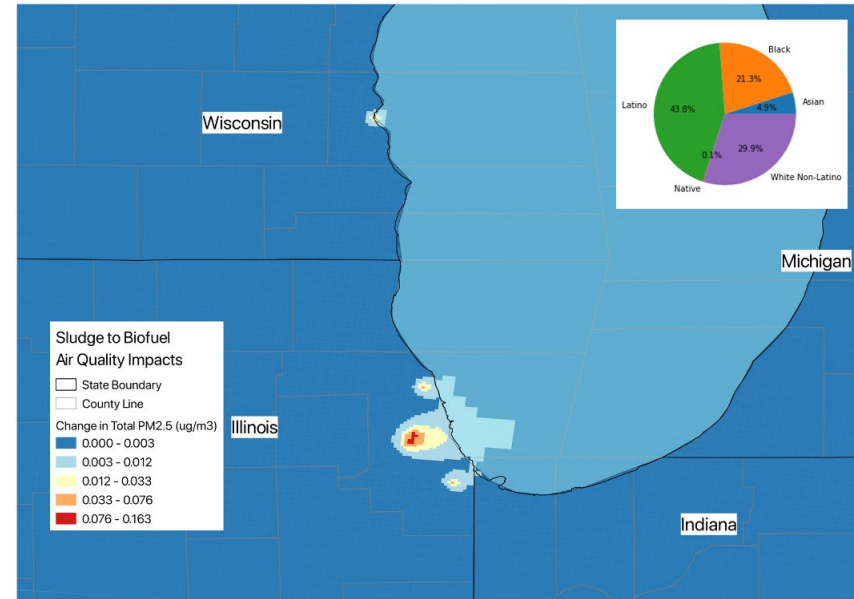 Black
21.3%
Asian
4.9%
Latino
43.8%
0.1%
29.9%
White Non-Latino
Native
Wisconsin
Michigan
Sludge to Biofuel
Air Quality Impacts
State Boundary
County Line
Change in Total PM2.5 (ug/m3)
0.000 - 0.003
0.003 - 0.012
0.012 - 0.033
0.033 - 0.076
0.076 - 0.163
Illinois
Indiana